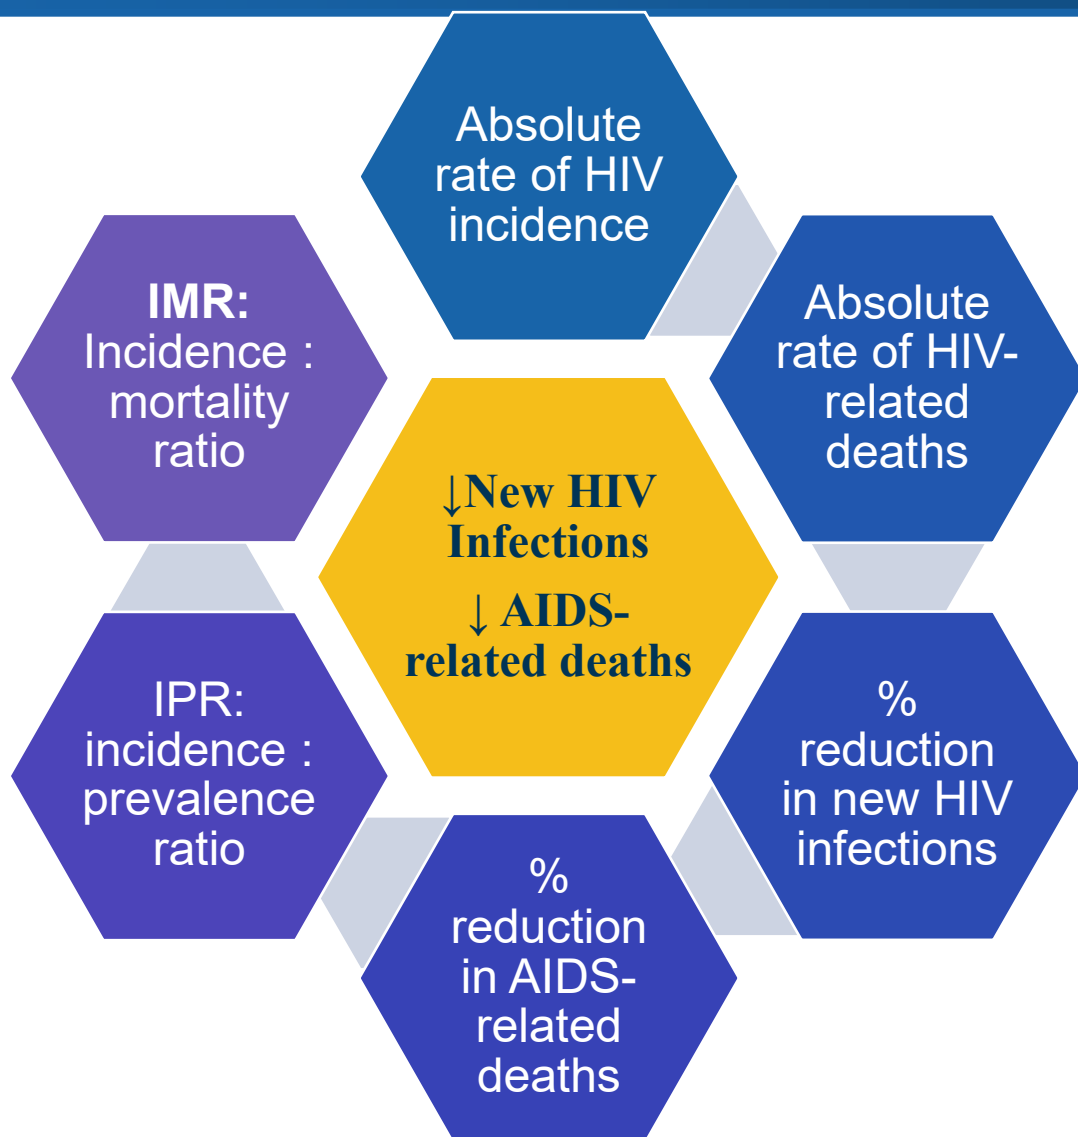 Absolute
rate of HIV
incidence
Absolute
rate of HIV-
related
deaths
%
reduction
in new HIV
infections
%
reduction
in AIDS-
related
deaths
IPR:
incidence :
prevalence
ratio
IMR:
Incidence :
mortality
ratio
↓New HIV
Infections
↓ AIDS-
related deaths